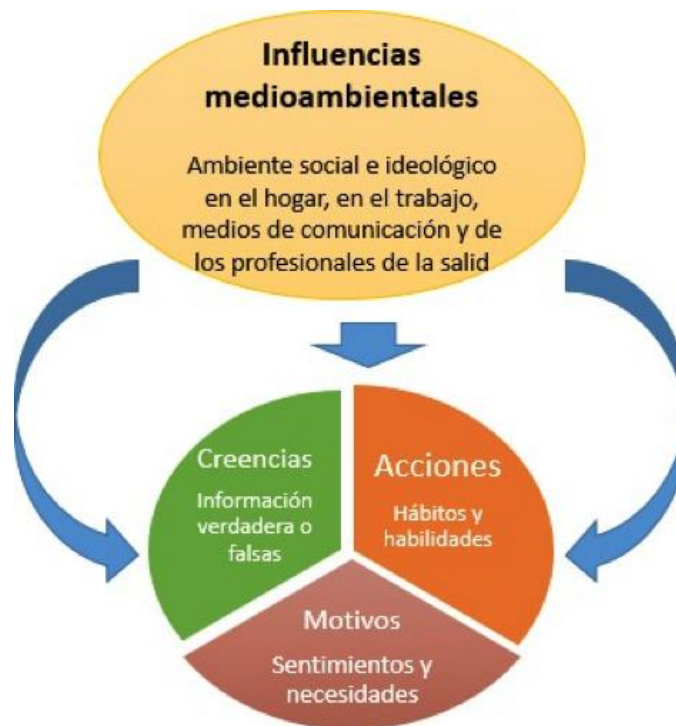 Influencias
medioambientales
Ambiente social e ideológico
en el hogar, en el trabajo,
medios de comunicación y de
los profesionales de la salid
Creencias
Información
verdadera o
falsas
Acciones
Hábitos y
habilidades
Motivos
Sentimientos y
necesidades